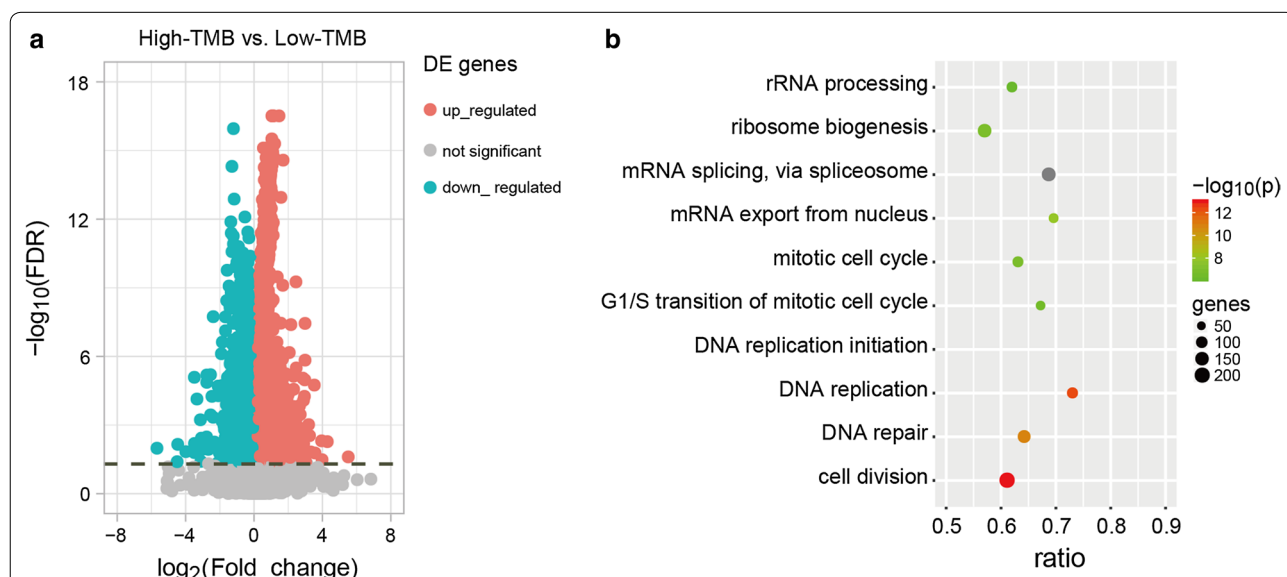 a
High-TMB vs. Low-TMB
18
12
6
0
−log10(FDR)
−8
−4
0
4
8
log2(Fold change)
DE genes
up_regulated
not significant
down_ regulated
b
rRNA processing
ribosome biogenesis
mRNA splicing, via spliceosome
mRNA export from nucleus
mitotic cell cycle
G1/S transition of mitotic cell cycle
DNA replication initiation
DNA replication
DNA repair
cell division
0.5
0.6
0.7
0.8
0.9
ratio
−log10(p)
12
10
8
genes
50
100
150
200